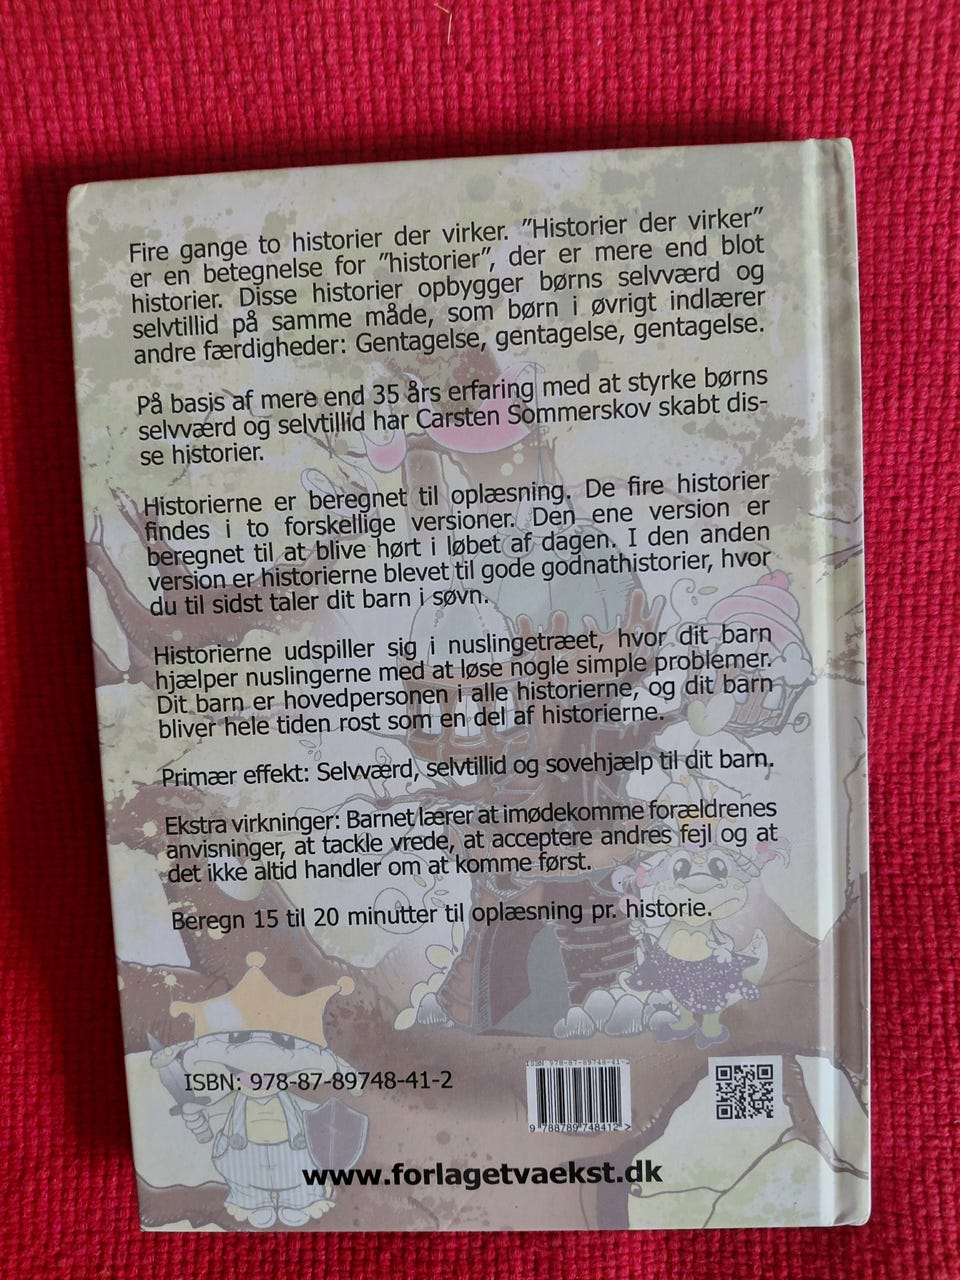 Fire gange to historier der virker. ”Historier der virker”
er en betegnelse for ”historier”, der er mere end blot
historier. Disse historier opbygger børns selvværd og
selvtillid på samme måde, som børn i øvrigt indlærer
andre færdigheder: Gentagelse, gentagelse, gentagelse.
På basis af mere end 35 års erfaring med at styrke børns
selvværd og selvtillid har Carsten Sommerskov skabt dis-
se historier.
Historierne er beregnet til oplæsning. De fire historier
findes i to forskellige versioner. Den ene version er
beregnet til at blive hørt i løbet af dagen. I den anden
version er historierne blevet til gode godnathistorier, hvor
du til sidst taler dit barn i søvn.
Historierne udspiller sig i nuslingetræet, hvor dit barn
hjælper nuslingerne med at løse nogle simple problemer.
Dit barn er hovedpersonen i alle historierne, og dit barn
bliver hele tiden rost som en del af historierne.
Primær effekt: Selvværd, selvtillid og sovehjælp til dit barn.
Ekstra virkninger: Barnet lærer at imødekomme forældrenes
anvisninger, at tackle vrede, at acceptere andres fejl og at
det ikke altid handler om at komme først.
Beregn 15 til 20 minutter til oplæsning pr. historie.
ISBN: 978-87-89748-41-2
ISBN 978-87-89748-41-2
9 788789 748412 >
www.forlagetvaekst.dk